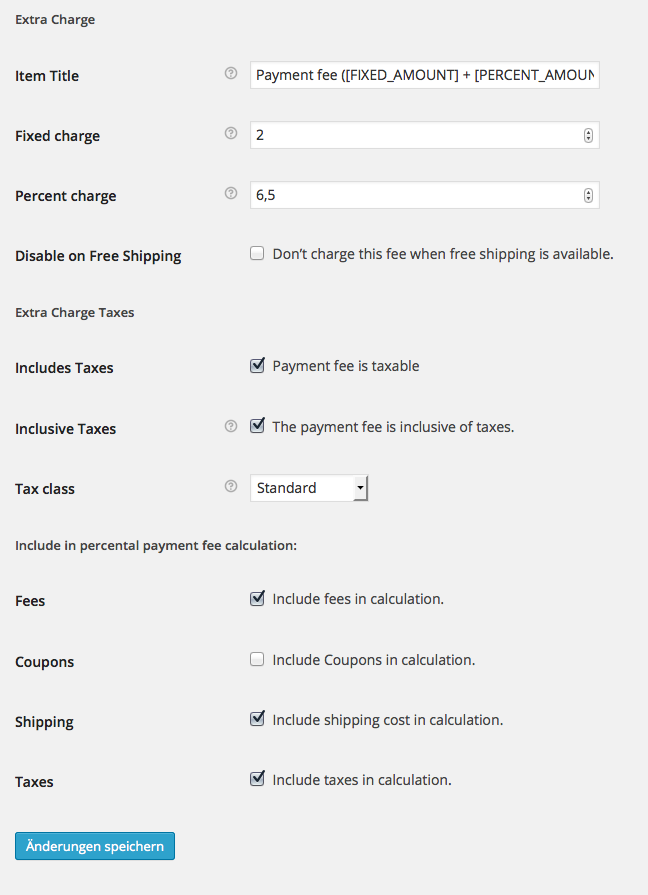 Extra Charge
Item Title
Payment fee ([FIXED_AMOUNT] + [PERCENT_AMOUN
Fixed charge
2
Percent charge
6,5
Disable on Free Shipping
Don't charge this fee when free shipping is available.
Extra Charge Taxes
Includes Taxes
Payment fee is taxable
Inclusive Taxes
The payment fee is inclusive of taxes.
Tax class
Standard
Include in percental payment fee calculation:
Fees
Include fees in calculation.
Coupons
Include Coupons in calculation.
Shipping
Include shipping cost in calculation.
Taxes
Include taxes in calculation.
Änderungen speichern